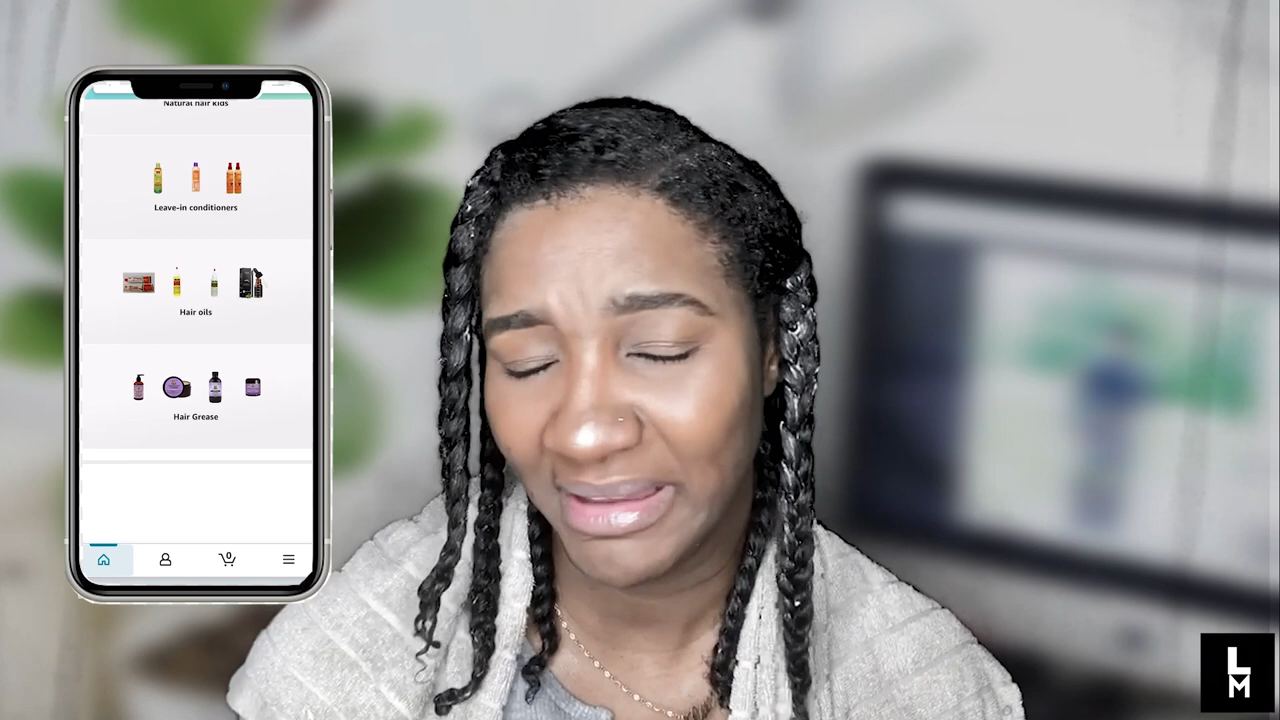 Natural hair kids
Leave-in conditioners
Hair oils
Hair Grease
0
L
M